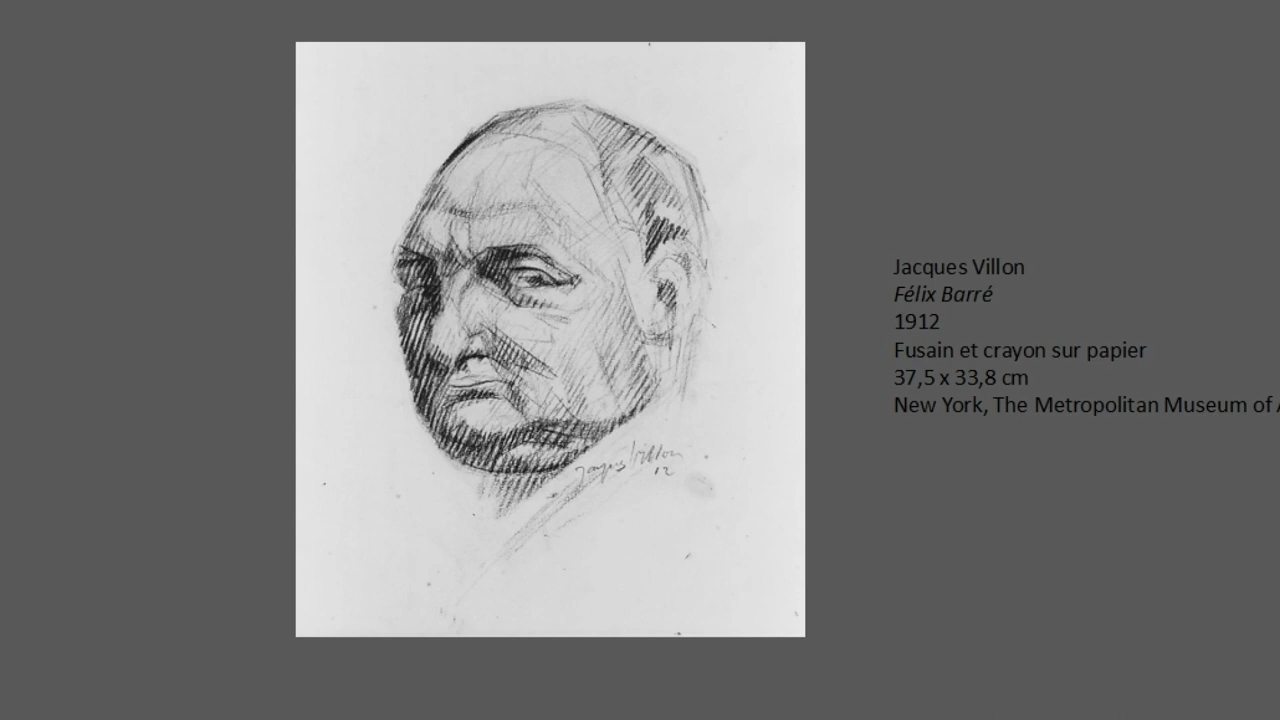 Jacques Villon
12
Jacques Villon
Félix Barré
1912
Fusain et crayon sur papier
37,5 x 33,8 cm
New York, The Metropolitan Museum of